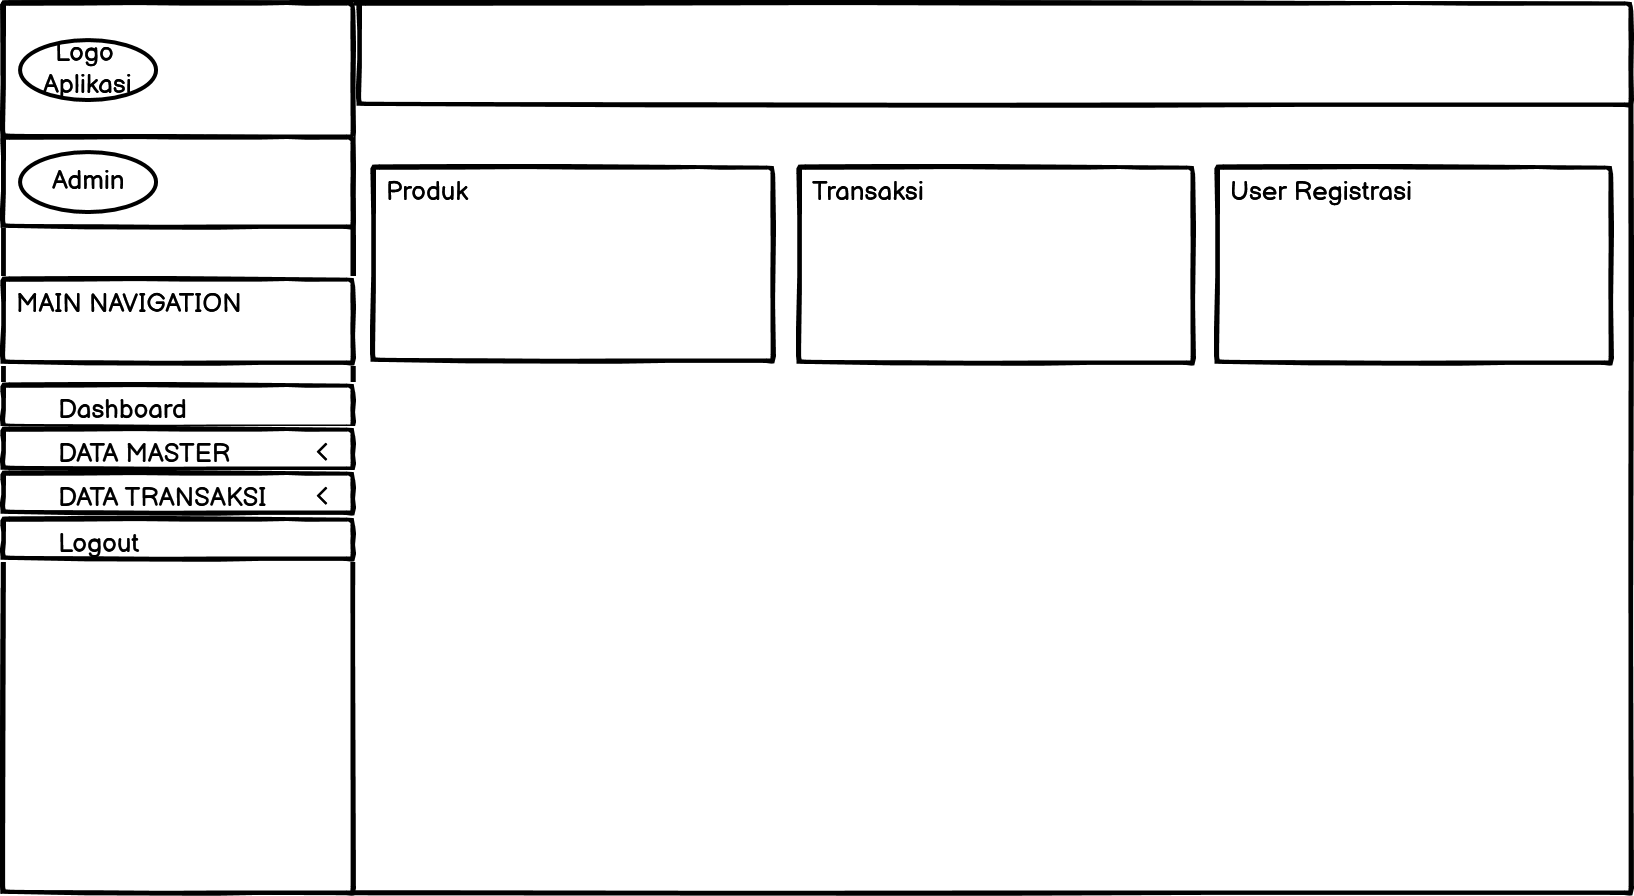 Logo
Aplikasi
Admin
MAIN NAVIGATION
Dashboard
DATA MASTER <
DATA TRANSAKSI <
Logout
Produk
Transaksi
User Registrasi